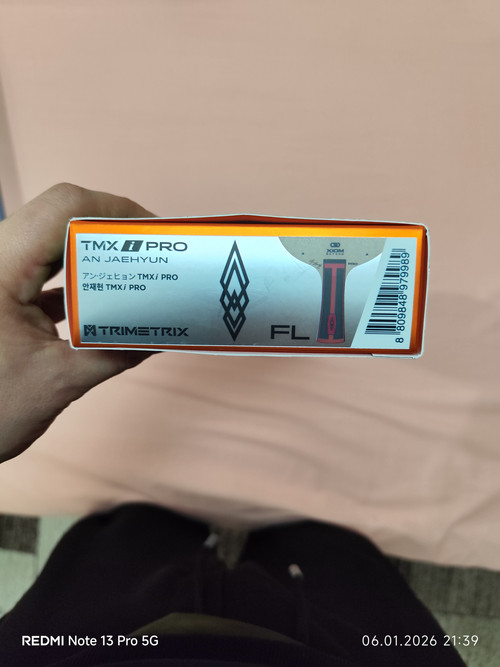 TMX i PRO
AN JAEHYUN
アン・ジェヒョン TMX i PRO
안재현 TMX i PRO
TRIMETRIX
FL
XIOM
8 809848 979989
REDMI Note 13 Pro 5G
06.01.2026 21:39